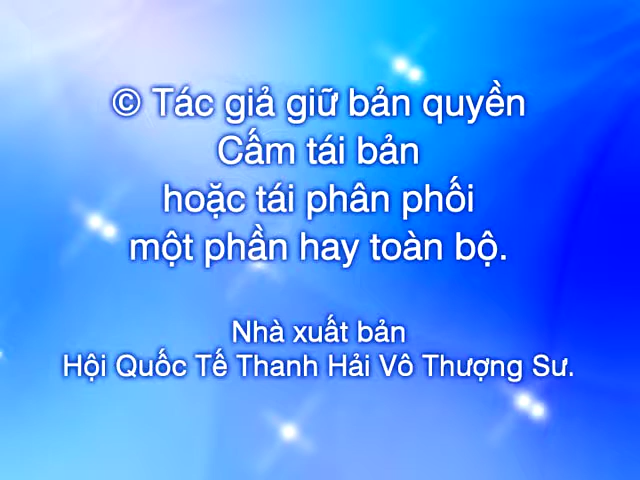 © Tác giả giữ bản quyền
Cấm tái bản
hoặc tái phân phối
một phần hay toàn bộ.
Nhà xuất bản
Hội Quốc Tế Thanh Hải Vô Thượng Sư.